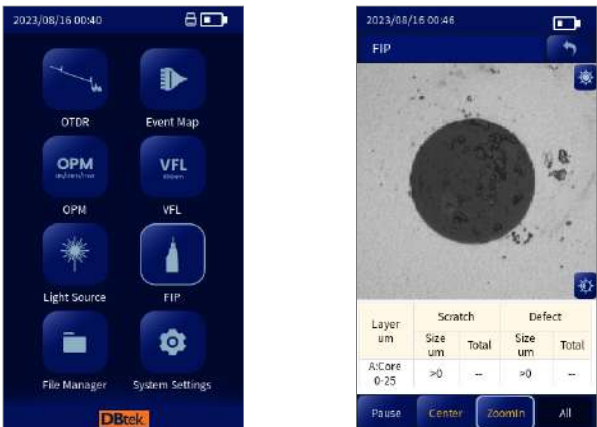 2023/08/16 00:40
OTDR
Event Map
OPM
VFL
OPM
VFL
Light Source
FIP
File Manager
System Settings
DBtek
2023/08/16 00:46
FIP
Layer um
Scratch
Defect
Size um
Total
Size um
Total
A:Core 0-25
>0
--
>0
--
Pause
Center
ZoomIn
All